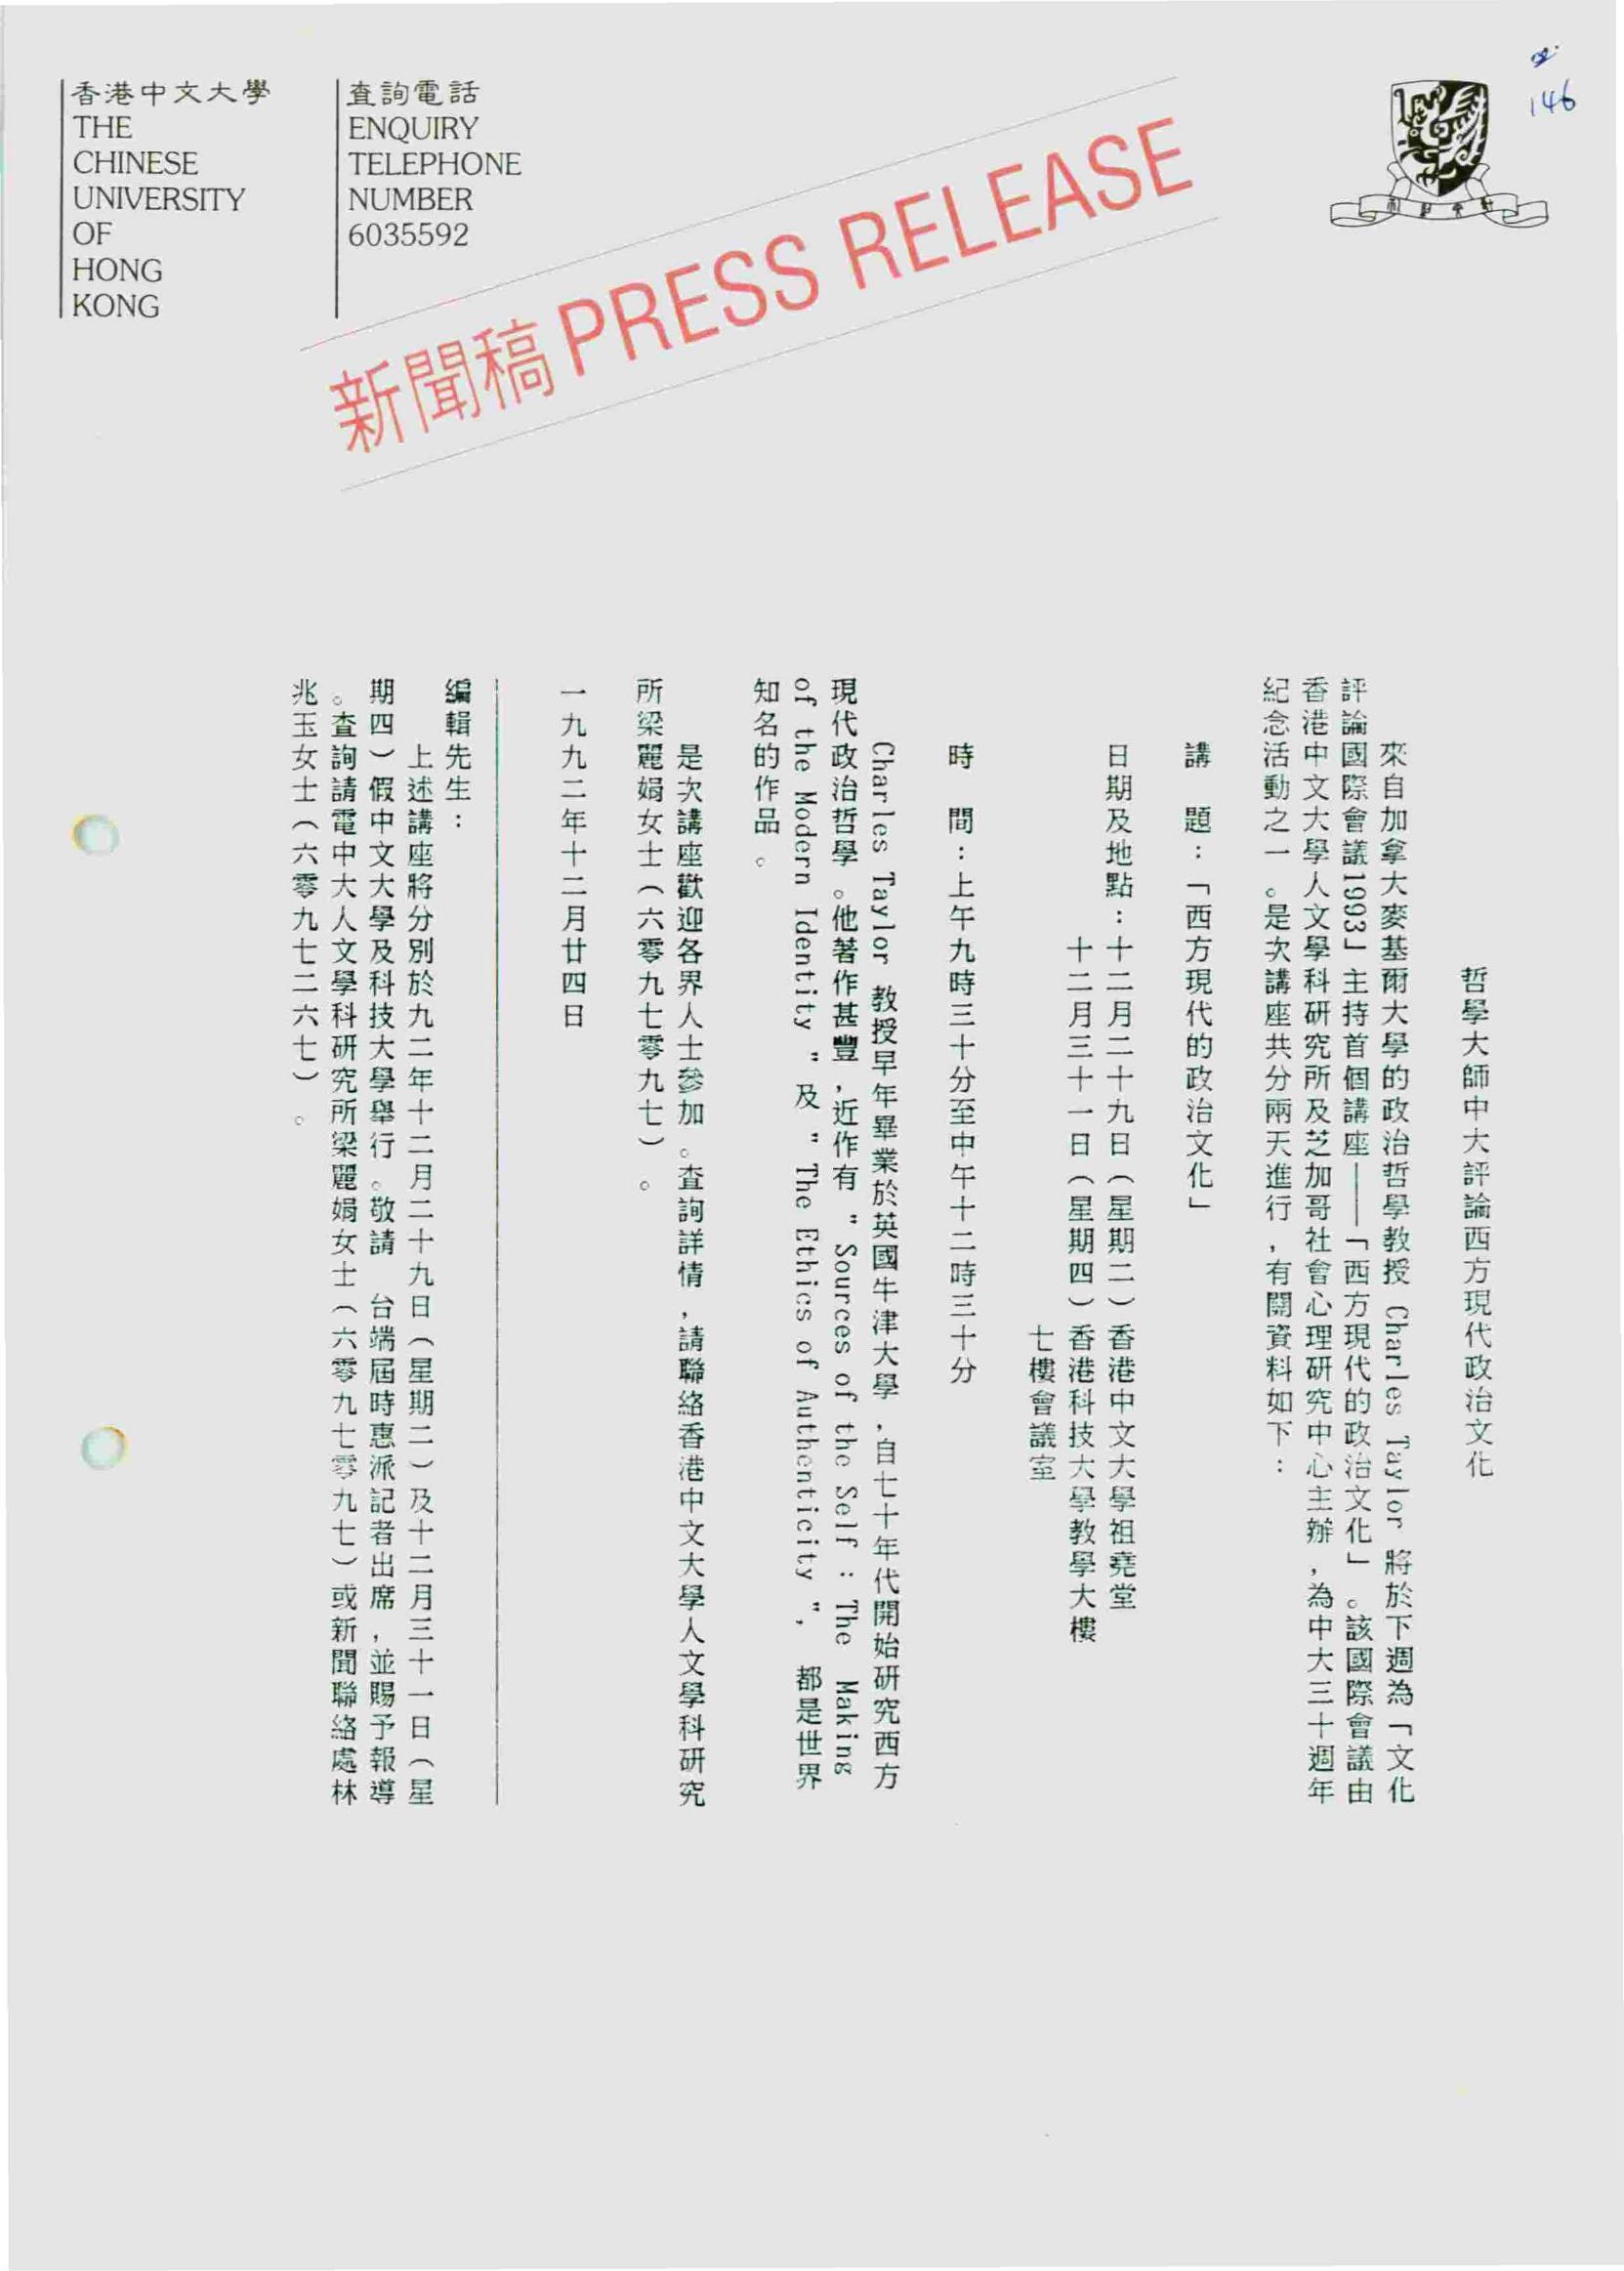 香港中文大學
THE
CHINESE
UNIVERSITY
OF
HONG
KONG
查詢電話
ENQUIRY
TELEPHONE
NUMBER
6035592
新聞稿 PRESS RELEASE
146
哲學大師中大評論西方現代政治文化
來自加拿大麥基爾大學的政治哲學教授 Charles Taylor 將於下週為「文化
評論國際會議1993」主持首個講座——「西方現代的政治文化」。該國際會議由
香港中文大學人文學科研究所及芝加哥社會心理研究中心主辦，為中大三十週年
紀念活動之一。是次講座共分兩天進行，有關資料如下：
講　題：「西方現代的政治文化」
日期及地點：十二月二十九日（星期二）香港中文大學祖堯堂
十二月三十一日（星期四）香港科技大學教學大樓
七樓會議室
時　間：上午九時三十分至中午十二時三十分
Charles Taylor 教授早年畢業於英國牛津大學，自七十年代開始研究西方
現代政治哲學。他著作甚豐，近作有 " Sources of the Self : The Making
of the Modern Identity " 及 " The Ethics of Authenticity "， 都是世界
知名的作品。
是次講座歡迎各界人士參加。查詢詳情，請聯絡香港中文大學人文學科研究
所梁麗娟女士（六零九七零九七）。
一九九二年十二月廿四日
編輯先生：
上述講座將分別於九二年十二月二十九日（星期二）及十二月三十一日（星
期四）假中文大學及科技大學舉行。敬請　台端屆時惠派記者出席，並賜予報導
。查詢請電中大人文學科研究所梁麗娟女士（六零九七零九七）或新聞聯絡處林
兆玉女士（六零九七二六七）。